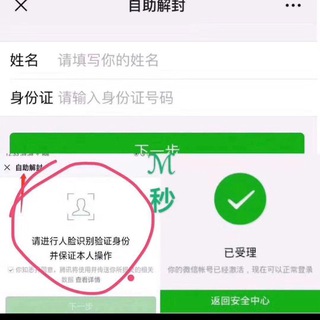 自助解封
姓名 请填写你的姓名
身份证 请输入身份证号码
下一步
自助解封
请进行人脸识别验证身份
并保证本人操作
查看详情
下一步
M
秒
已受理
你的微信帐号已经激活，现在可以正常登录
返回安全中心